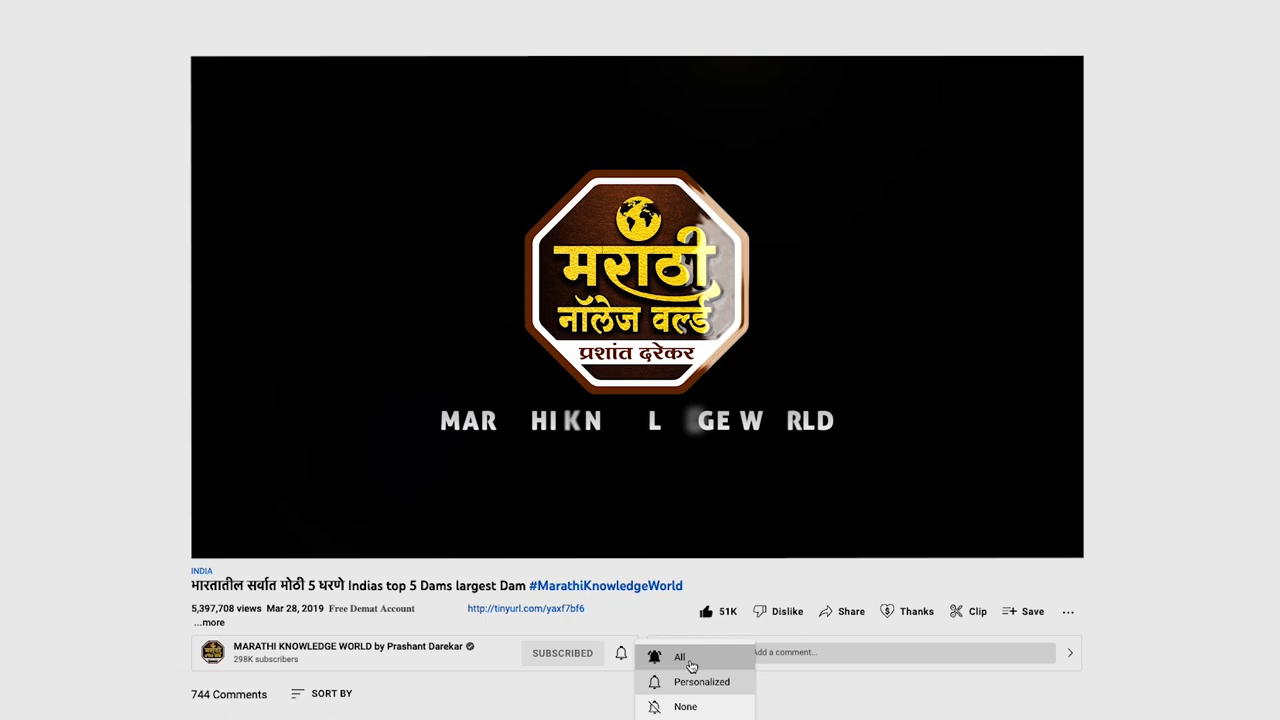 मराठी
नॉलेज वर्ल्ड
प्रशांत दरेकर
MAR HI KN L GE W RLD
INDIA
भारतातील सर्वात मोठी 5 धरणे Indias top 5 Dams largest Dam #MarathiKnowledgeWorld
5,397,708 views Mar 28, 2019 Free Demat Account http://tinyurl.com/yaxf7bf6
...more
51K Dislike Share Thanks Clip Save
MARATHI KNOWLEDGE WORLD by Prashant Darekar
298K subscribers
SUBSCRIBED
Add a comment...
All
Personalized
None
744 Comments SORT BY